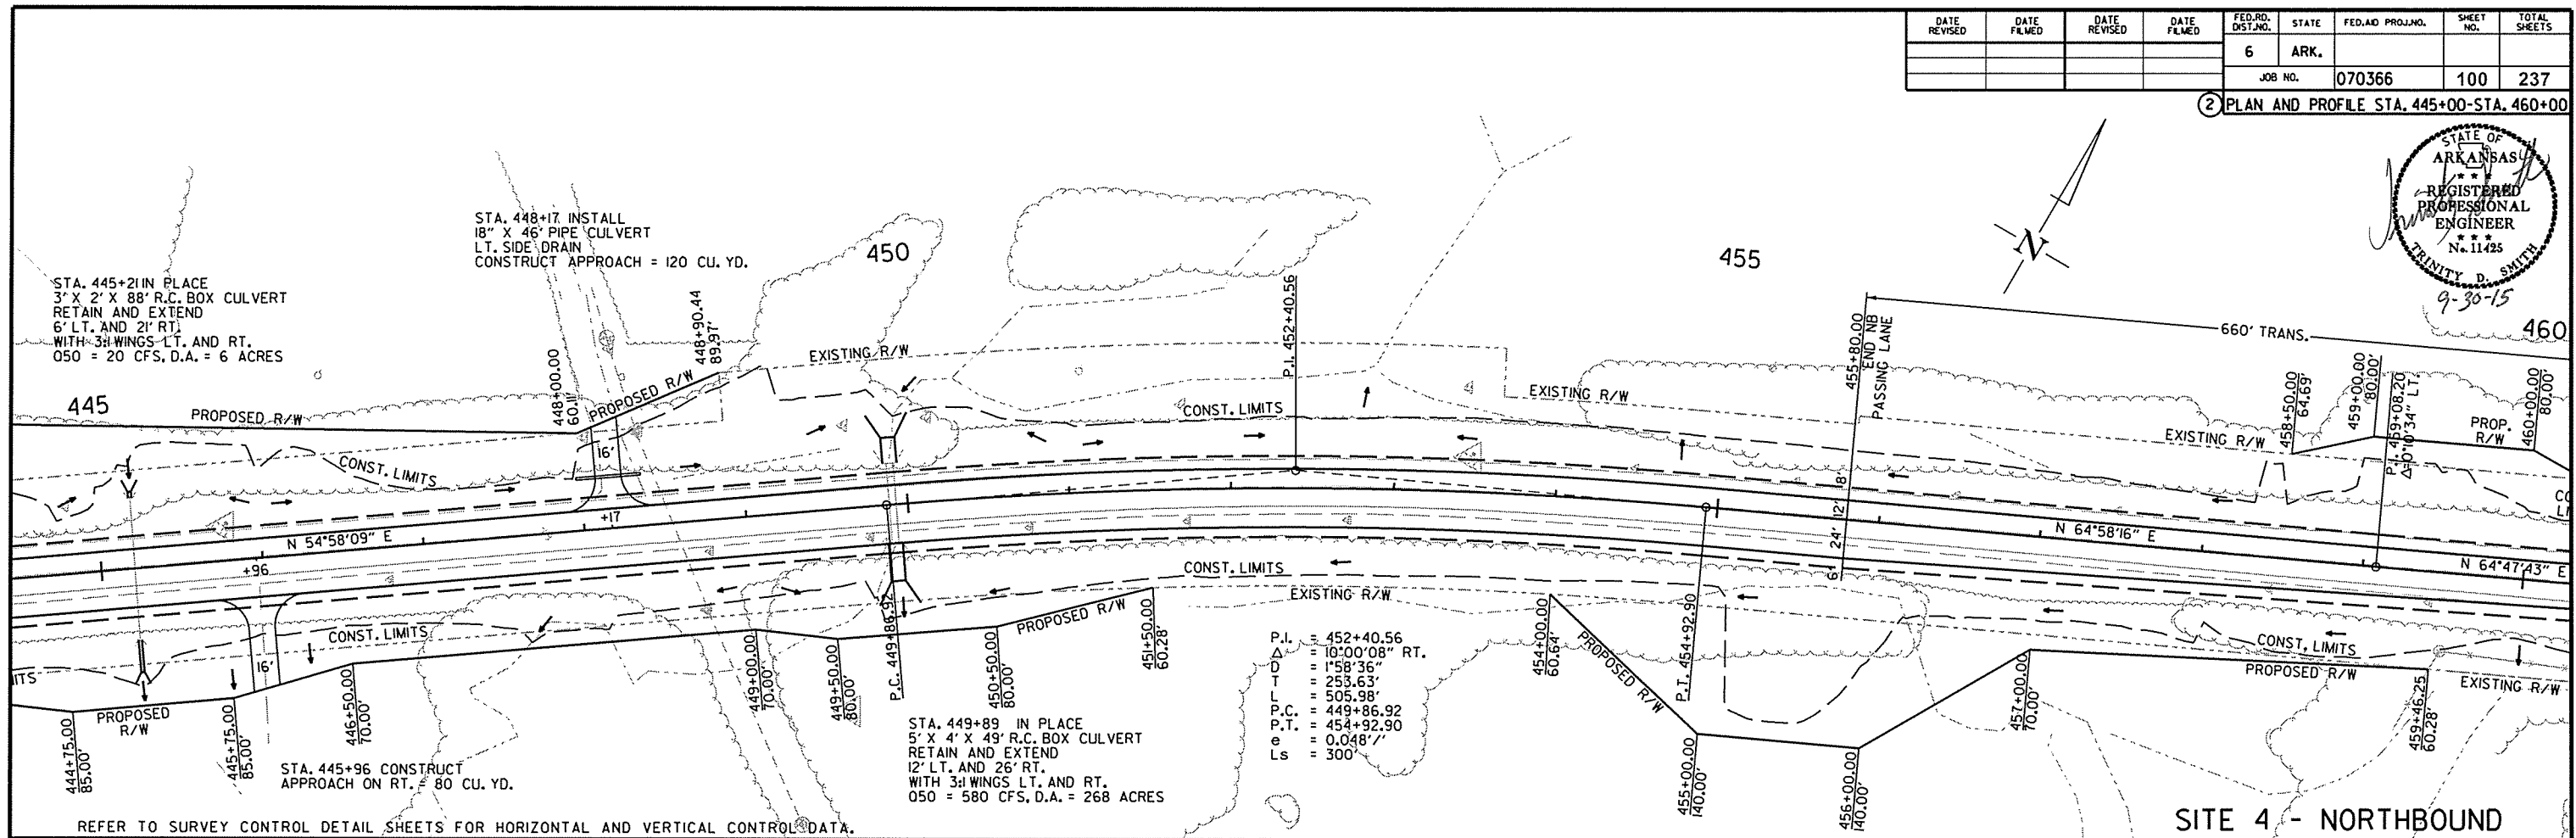 DATE REVISED
DATE FILMED
DATE REVISED
DATE FILMED
FED.RD. DIST.NO.
STATE
FED.AID PROJ.NO.
SHEET NO.
TOTAL SHEETS
6
ARK.
JOB NO.
070366
100
237
2
PLAN AND PROFILE STA. 445+00-STA. 460+00
STATE OF
ARKANSAS
* * *
REGISTERED
PROFESSIONAL
ENGINEER
* * *
No. 11425
TRINITY D. SMITH
9-30-15
N
STA. 445+21 IN PLACE
3' X 2' X 88' R.C. BOX CULVERT
RETAIN AND EXTEND
6' LT. AND 21' RT.
WITH 3:1 WINGS LT. AND RT.
Q50 = 20 CFS, D.A. = 6 ACRES
STA. 448+17 INSTALL
18" X 46' PIPE CULVERT
LT. SIDE DRAIN
CONSTRUCT APPROACH = 120 CU. YD.
445
450
455
460
PROPOSED R/W
448+00.00
60.11'
PROPOSED R/W
448+90.44
89.97'
EXISTING R/W
P.I. 452+40.56
CONST. LIMITS
EXISTING R/W
455+80.00
END NB
PASSING LANE
660' TRANS.
EXISTING R/W
458+50.00
64.69'
459+00.00
80.00'
P.I. 459+08.20
Δ=0°10'34" LT.
PROP.
R/W
460+00.00
80.00'
CONST. LIMITS
16'
N 54°58'09" E
+17
+96
8'
12'
24'
6'
N 64°58'16" E
N 64°47'43" E
CONST. LIMITS
16'
PROPOSED
R/W
444+75.00
85.00'
445+75.00
85.00'
446+50.00
70.00'
STA. 445+96 CONSTRUCT
APPROACH ON RT. = 80 CU. YD.
449+00.00
70.00'
449+50.00
80.00'
P.C. 449+86.92
450+50.00
80.00'
PROPOSED R/W
451+50.00
60.28'
CONST. LIMITS
EXISTING R/W
STA. 449+89 IN PLACE
5' X 4' X 49' R.C. BOX CULVERT
RETAIN AND EXTEND
12' LT. AND 26' RT.
WITH 3:1 WINGS LT. AND RT.
Q50 = 580 CFS, D.A. = 268 ACRES
P.I. = 452+40.56
Δ = 10°00'08" RT.
D = 1°58'36"
T = 253.63'
L = 505.98'
P.C. = 449+86.92
P.T. = 454+92.90
e = 0.048'/'
Ls = 300'
454+00.00
60.64'
PROPOSED R/W
P.T. 454+92.90
455+00.00
140.00'
456+00.00
140.00'
457+00.00
70.00'
CONST. LIMITS
PROPOSED R/W
459+46.25
60.28'
EXISTING R/W
REFER TO SURVEY CONTROL DETAIL SHEETS FOR HORIZONTAL AND VERTICAL CONTROL DATA.
SITE 4 - NORTHBOUND